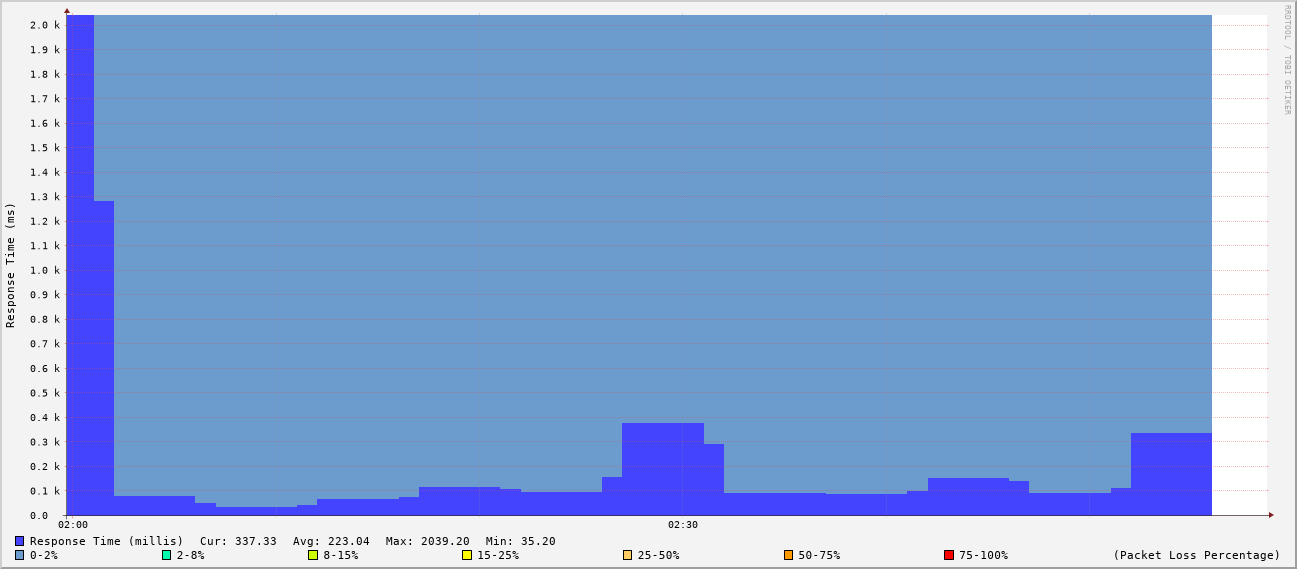 RRDTOOL / TOBI OETIKER
2.0 k
1.9 k
1.8 k
1.7 k
1.6 k
1.5 k
1.4 k
1.3 k
1.2 k
1.1 k
1.0 k
0.9 k
0.8 k
0.7 k
0.6 k
0.5 k
0.4 k
0.3 k
0.2 k
0.1 k
0.0
Response Time (ms)
02:00 02:30
Response Time (millis) Cur: 337.33 Avg: 223.04 Max: 2039.20 Min: 35.20
0-2% 2-8% 8-15% 15-25% 25-50% 50-75% 75-100% (Packet Loss Percentage)